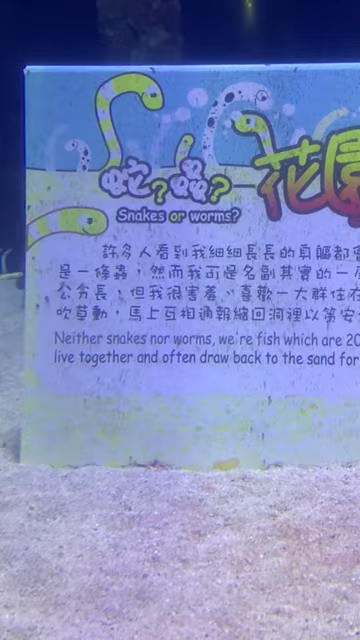 蛇?蟲? 花園
Snakes or worms?
許多人看到我細細長長的身軀都會
是一條蟲,然而我可是名副其實的一
公分長,但我很害羞、喜歡一大群住在
吹草動,馬上互相通報縮回洞裡以策安
Neither snakes nor worms, we're fish which are 20
live together and often draw back to the sand for